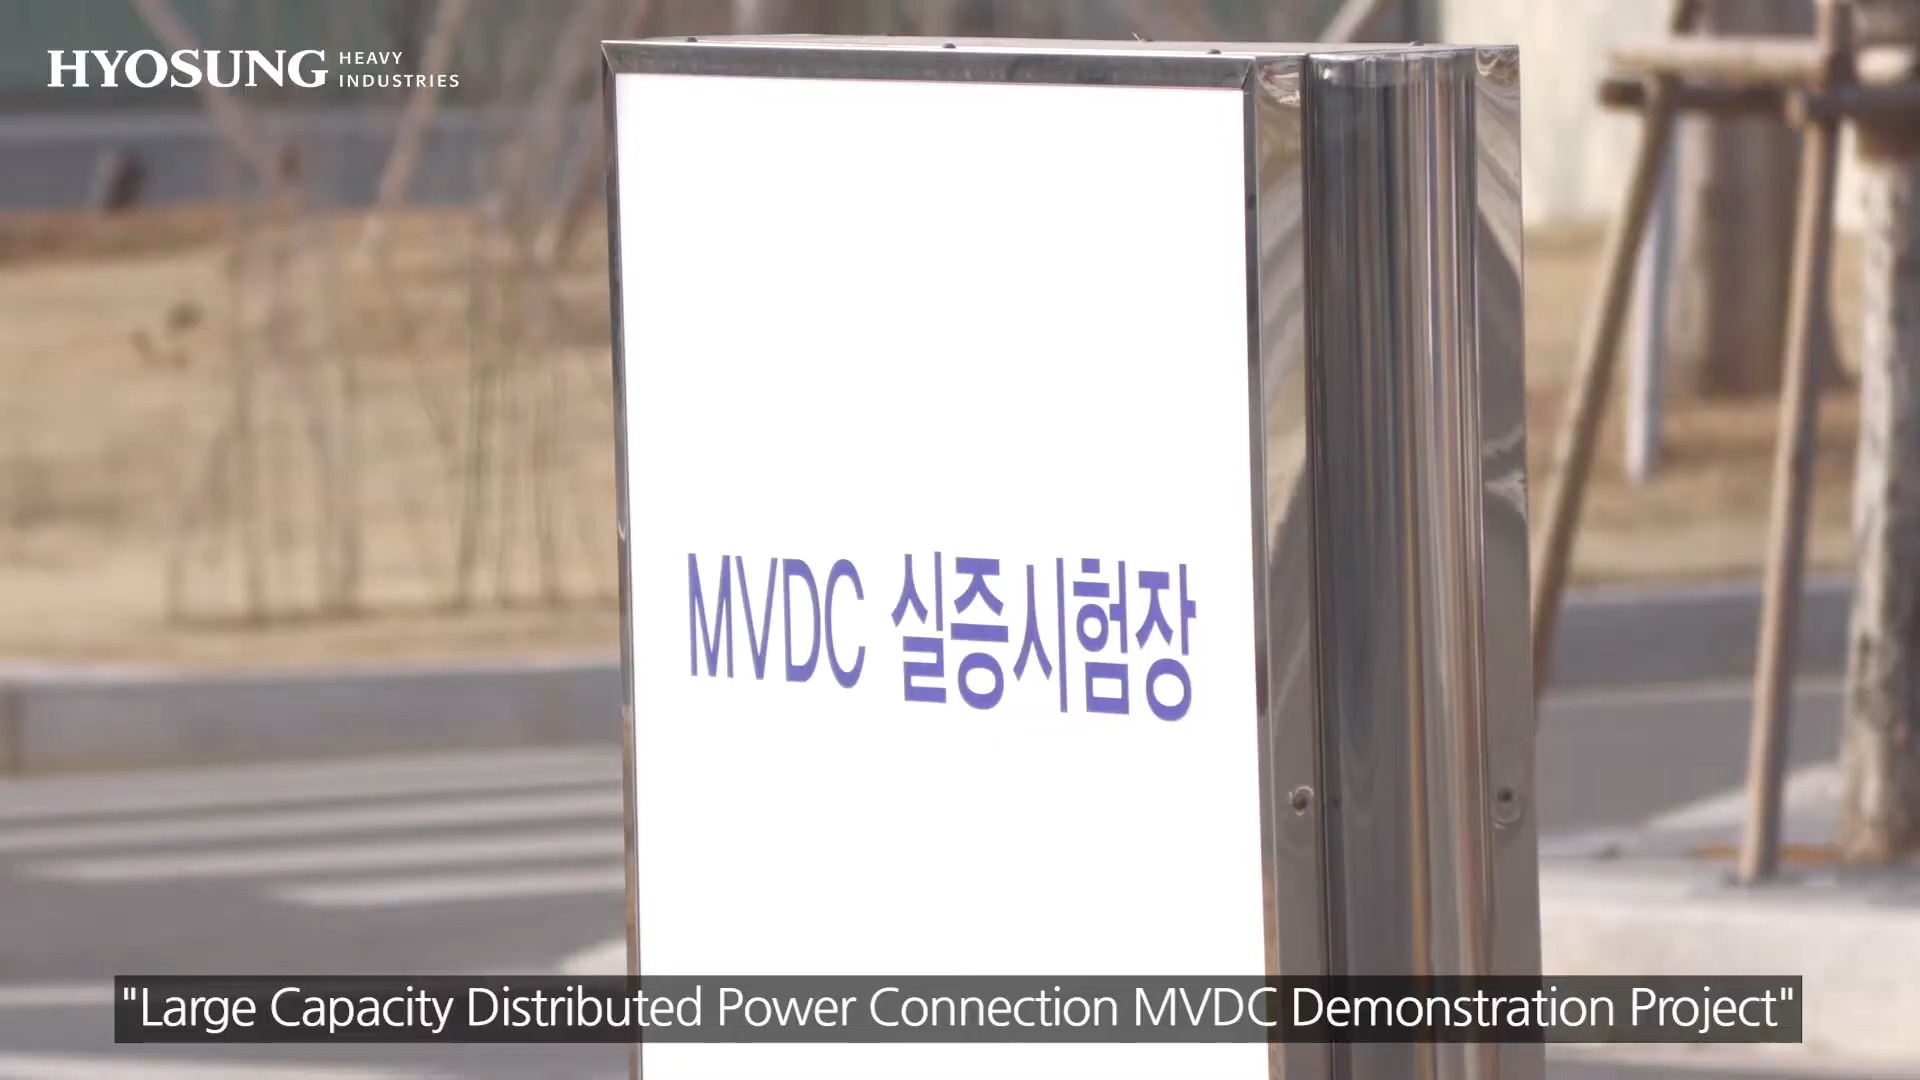 HYOSUNG HEAVY INDUSTRIES
MVDC 실증시험장
"Large Capacity Distributed Power Connection MVDC Demonstration Project"